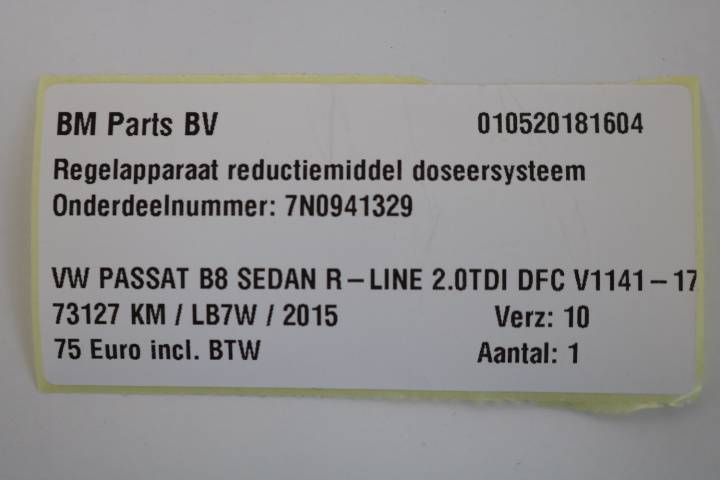 BM Parts BV 010520181604
Regelapparaat reductiemiddel doseersysteem
Onderdeelnummer: 7N0941329
VW PASSAT B8 SEDAN R-LINE 2.0TDI DFC V1141-17
73127 KM / LB7W / 2015 Verz: 10
75 Euro incl. BTW Aantal: 1